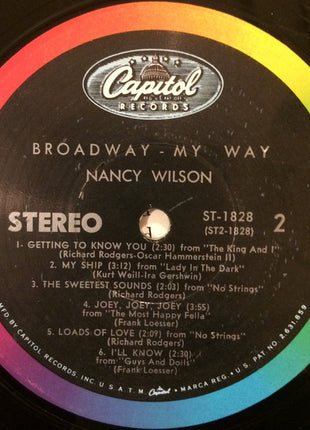 Capitol
RECORDS
BROADWAY - MY WAY
NANCY WILSON
STEREO
ST-1828
(ST2-1828)
2
1- GETTING TO KNOW YOU (2:30) from "The King And I"
(Richard Rodgers-Oscar Hammerstein II)
2. MY SHIP (3:12) from "Lady In The Dark"
(Kurt Weill-Ira Gershwin)
3. THE SWEETEST SOUNDS (2:03) from "No Strings"
(Richard Rodgers)
4. JOEY, JOEY, JOEY (3:55)
from "The Most Happy Fella"
(Frank Loesser)
5. LOADS OF LOVE (2:09) from "No Strings"
(Richard Rodgers)
6. I'LL KNOW (2:30)
from "Guys And Dolls"
(Frank Loesser)
MFD. BY CAPITOL RECORDS, INC. U.S.A. T.M. Capitol MARCA REG. • U.S. PAT. NO. 2,631,859